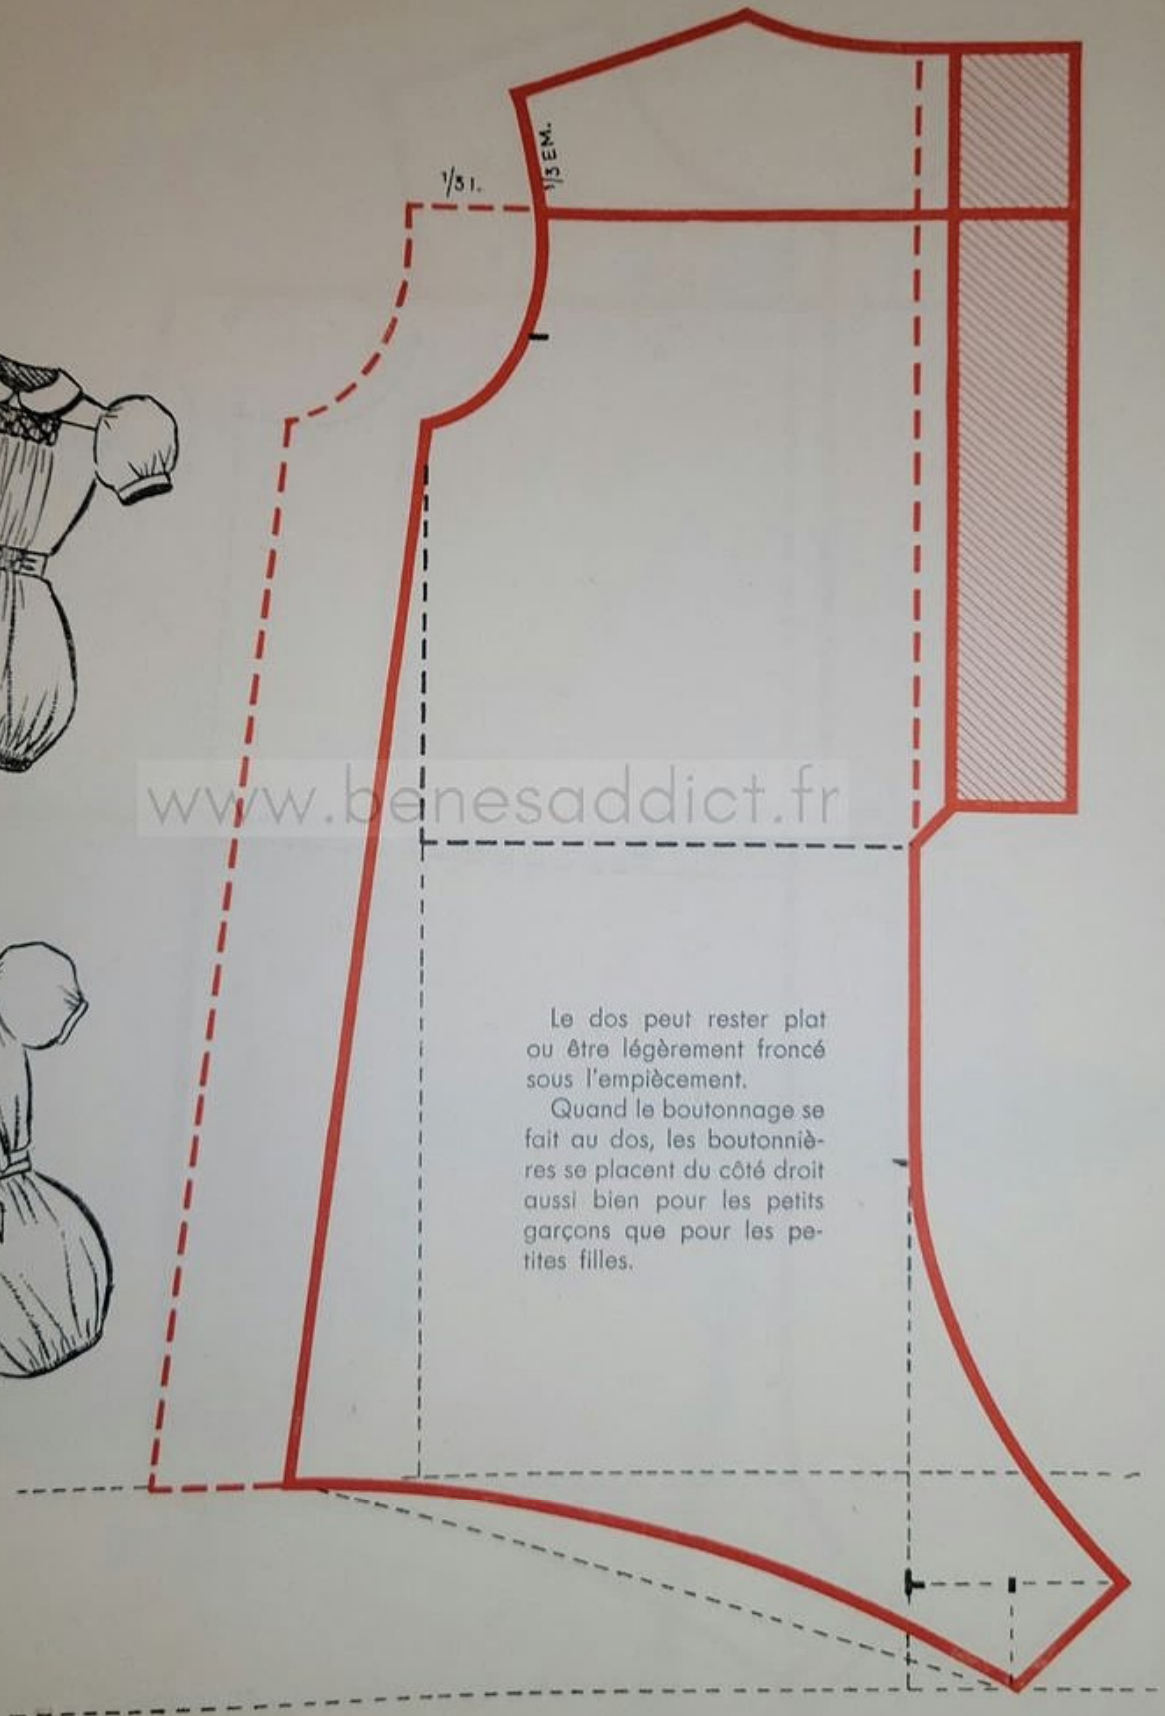 1/3 I.
1/3 EM.
www.benesaddict.fr
Le dos peut rester plat
ou être légèrement froncé
sous l'empiècement.
Quand le boutonnage se
fait au dos, les boutonniè-
res se placent du côté droit
aussi bien pour les petits
garçons que pour les pe-
tites filles.